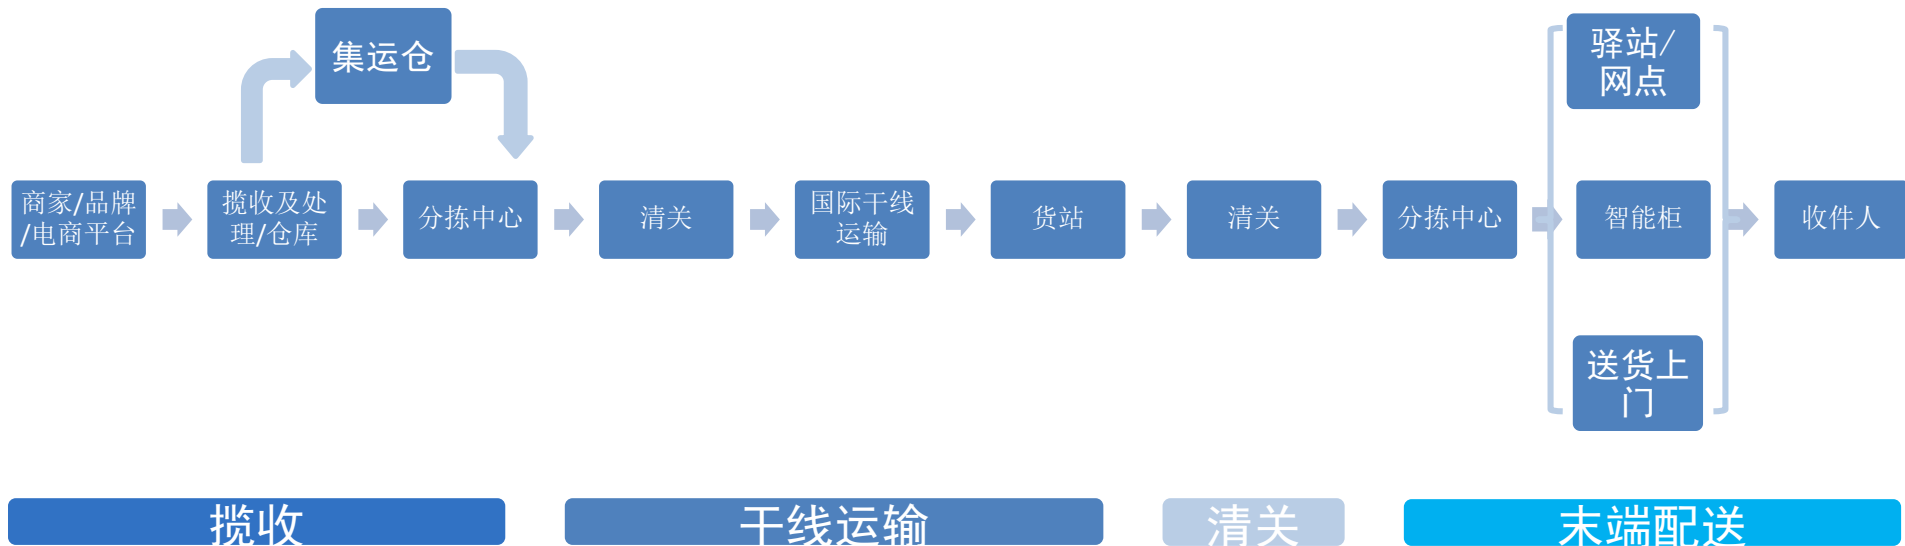 集运仓
驿站/
网点
商家/品牌
/电商平台
揽收及处
理/仓库
分拣中心
清关
国际干线
运输
货站
清关
分拣中心
智能柜
收件人
送货上
门
揽收
干线运输
清关
末端配送